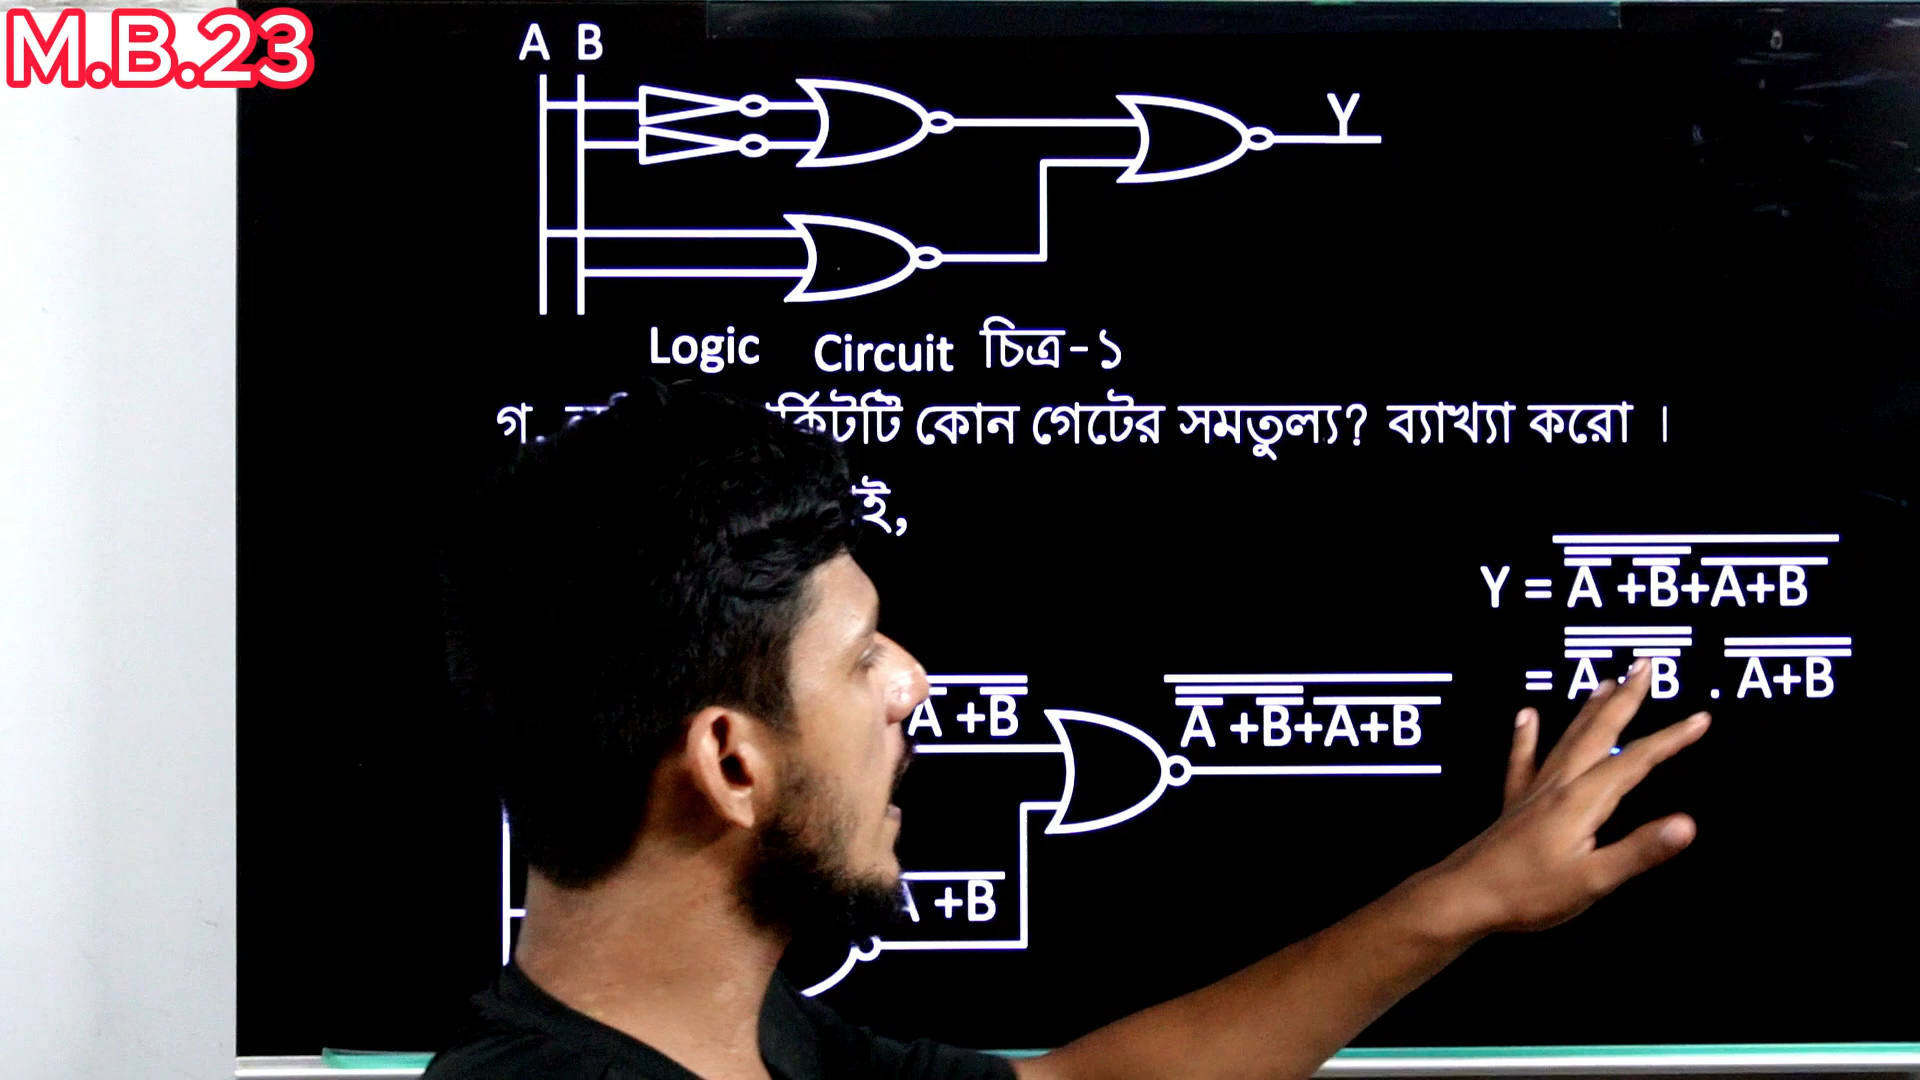 M.B.23
A B
Y
Logic Circuit চিত্র-১
গ. র্কিটটি কোন গেটের সমতুল্য? ব্যাখ্যা করো ।
ই,
Y = A̿ +B̿+A̅+̅B̅
= A̿ +B̿ . A̿+̿B̿
A̿ +B̿
A̿ +B̿+A̅+̅B̅
+B̅